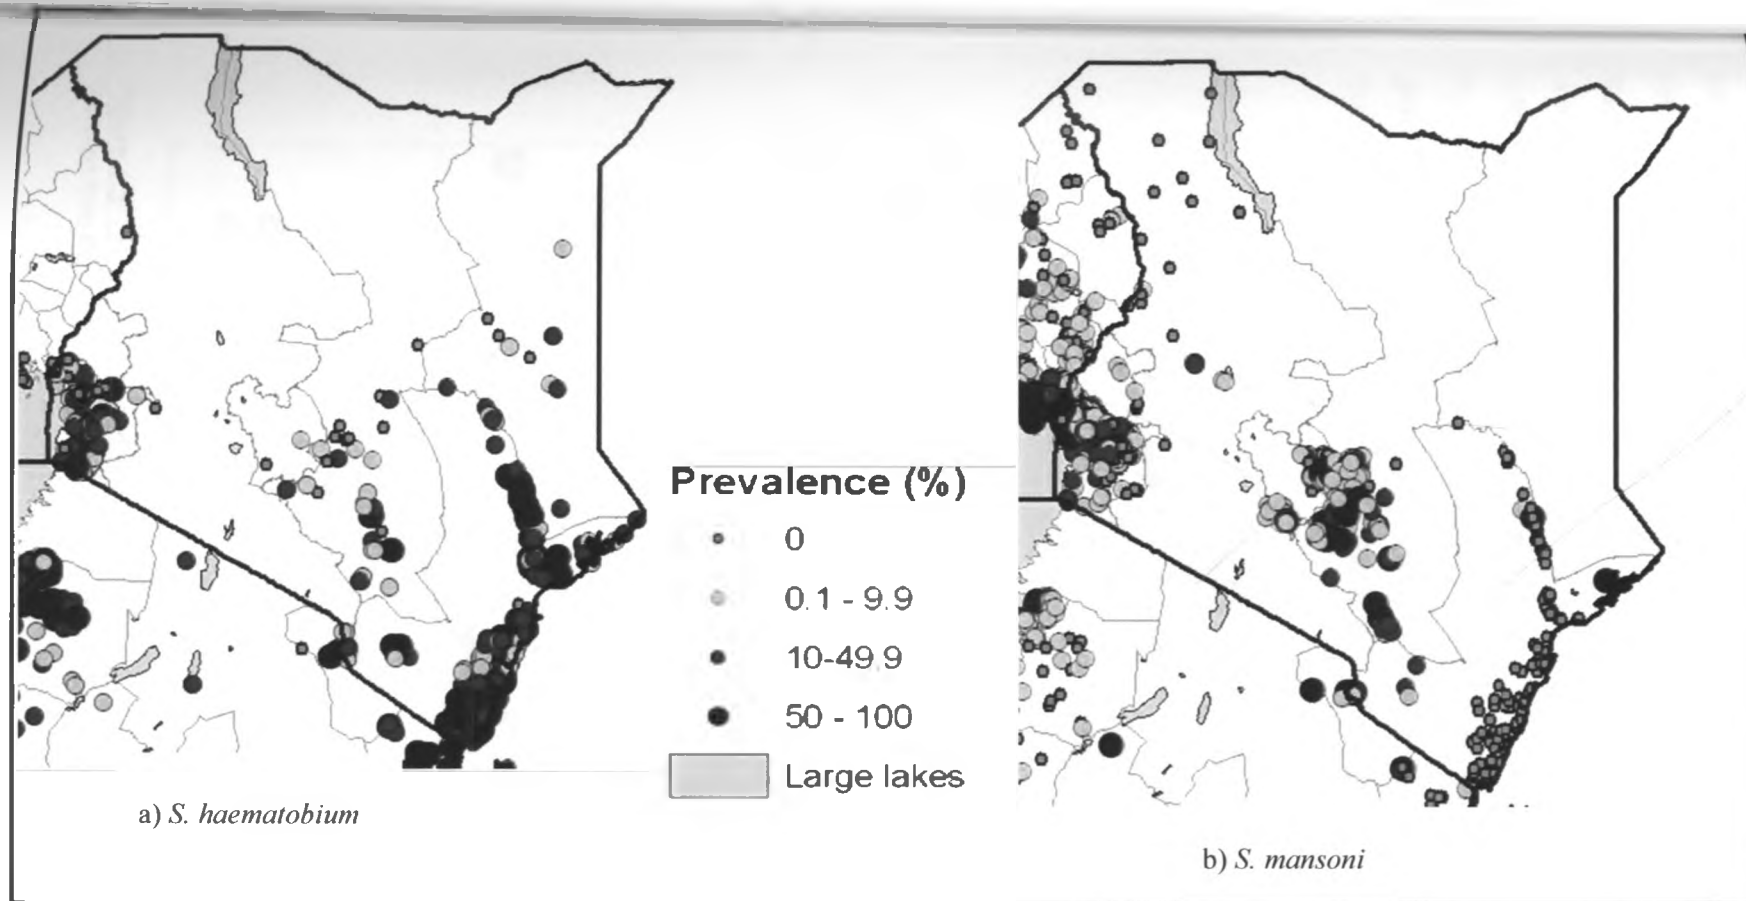 Prevalence (%)
0
0.1 - 9.9
10-49.9
50 - 100
Large lakes
a) S. haematobium
b) S. mansoni